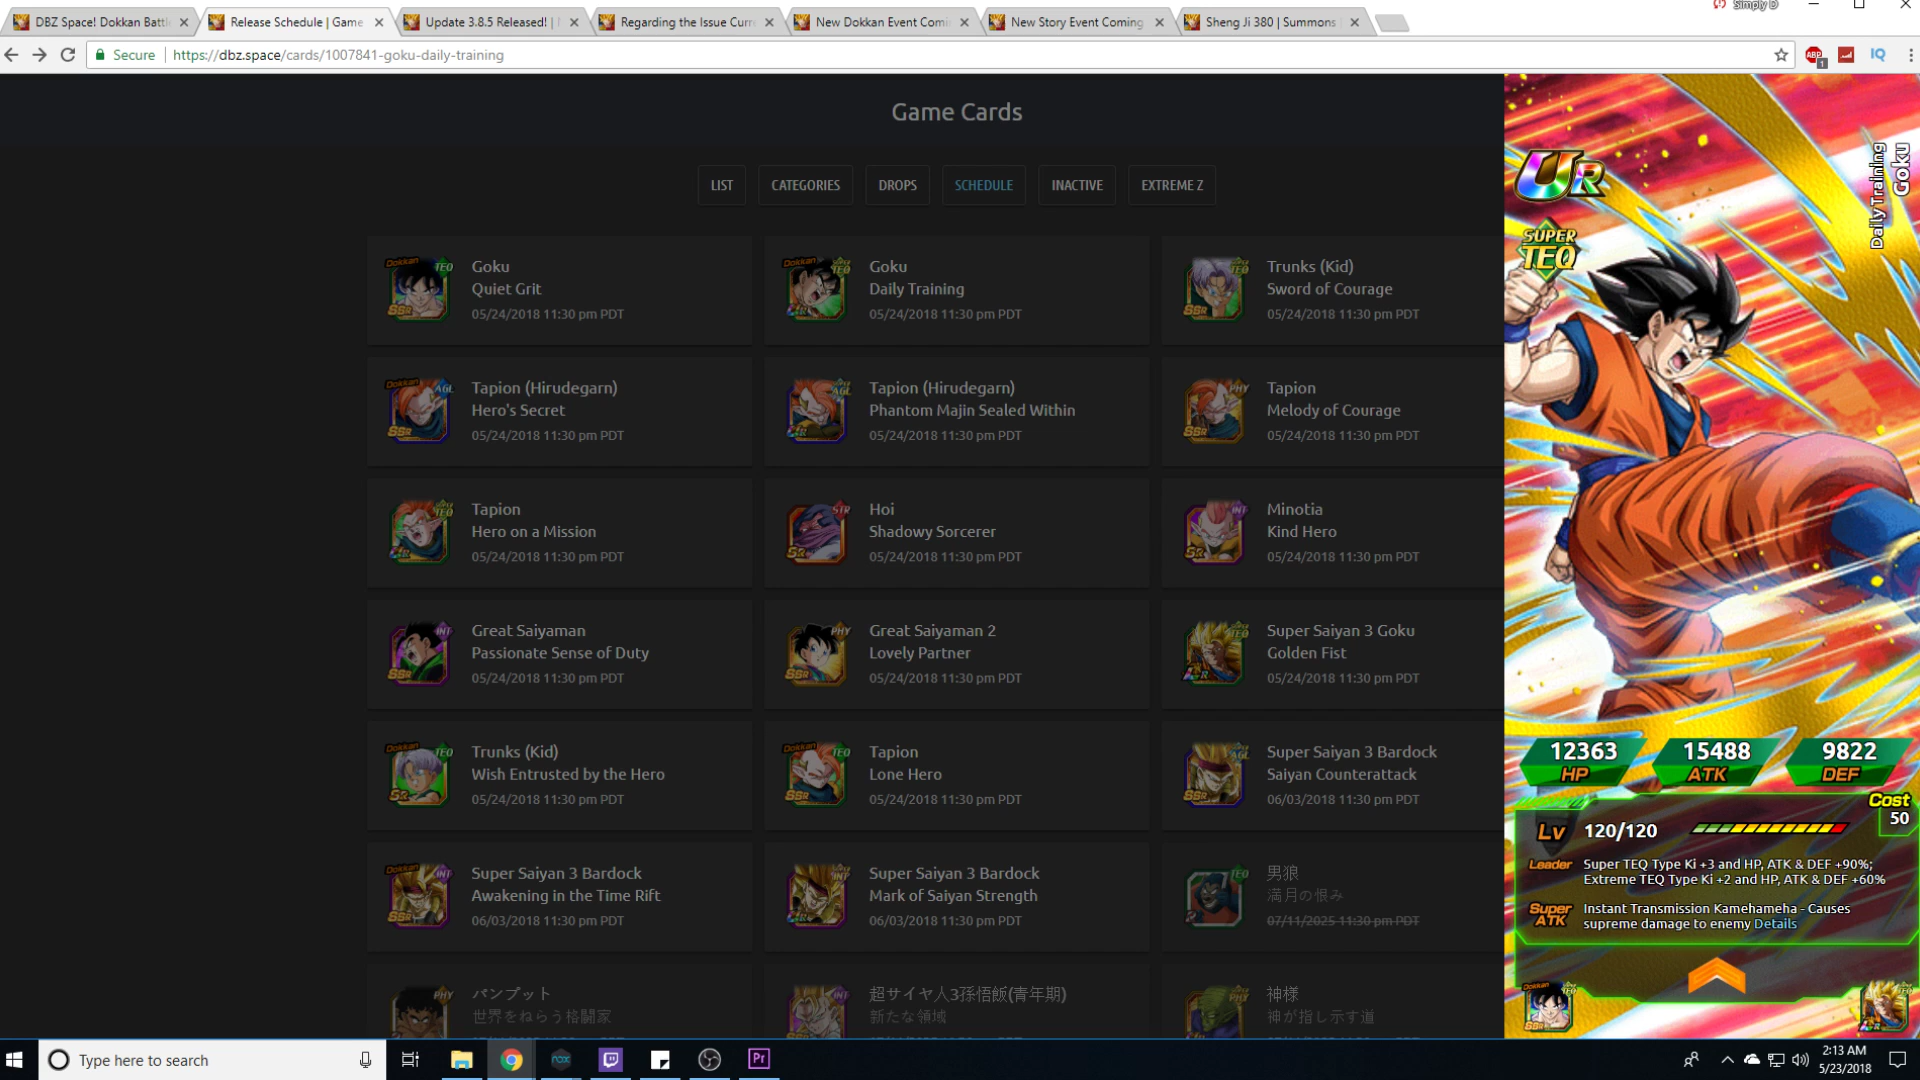 Simply D
DBZ Space! Dokkan Battl
Release Schedule | Game
Update 3.8.5 Released! |
Regarding the Issue Curr
New Dokkan Event Comi
New Story Event Coming
Sheng Ji 380 | Summons
Secure
https://dbz.space/cards/1007841-goku-daily-training
ABP
1
IQ
Game Cards
LIST
CATEGORIES
DROPS
SCHEDULE
INACTIVE
EXTREME Z
Goku
Quiet Grit
05/24/2018 11:30 pm PDT
Goku
Daily Training
05/24/2018 11:30 pm PDT
Trunks (Kid)
Sword of Courage
05/24/2018 11:30 pm PDT
Tapion (Hirudegarn)
Hero's Secret
05/24/2018 11:30 pm PDT
Tapion (Hirudegarn)
Phantom Majin Sealed Within
05/24/2018 11:30 pm PDT
Tapion
Melody of Courage
05/24/2018 11:30 pm PDT
Tapion
Hero on a Mission
05/24/2018 11:30 pm PDT
Hoi
Shadowy Sorcerer
05/24/2018 11:30 pm PDT
Minotia
Kind Hero
05/24/2018 11:30 pm PDT
Great Saiyaman
Passionate Sense of Duty
05/24/2018 11:30 pm PDT
Great Saiyaman 2
Lovely Partner
05/24/2018 11:30 pm PDT
Super Saiyan 3 Goku
Golden Fist
05/24/2018 11:30 pm PDT
Trunks (Kid)
Wish Entrusted by the Hero
05/24/2018 11:30 pm PDT
Tapion
Lone Hero
05/24/2018 11:30 pm PDT
Super Saiyan 3 Bardock
Saiyan Counterattack
06/03/2018 11:30 pm PDT
Super Saiyan 3 Bardock
Awakening in the Time Rift
06/03/2018 11:30 pm PDT
Super Saiyan 3 Bardock
Mark of Saiyan Strength
06/03/2018 11:30 pm PDT
男狼
満月の恨み
07/11/2025 11:30 pm PDT
パンプット
世界をねらう格闘家
超サイヤ人3孫悟飯(青年期)
新たな領域
神様
神が指し示す道
UR
SUPER
TEQ
Daily Training
Goku
12363
HP
15488
ATK
9822
DEF
Cost
50
Lv
120/120
Leader
Super TEQ Type Ki +3 and HP, ATK & DEF +90%;
Extreme TEQ Type Ki +2 and HP, ATK & DEF +60%
Super
ATK
Instant Transmission Kamehameha - Causes
supreme damage to enemy Details
Type here to search
nox
Pr
2:13 AM
5/23/2018